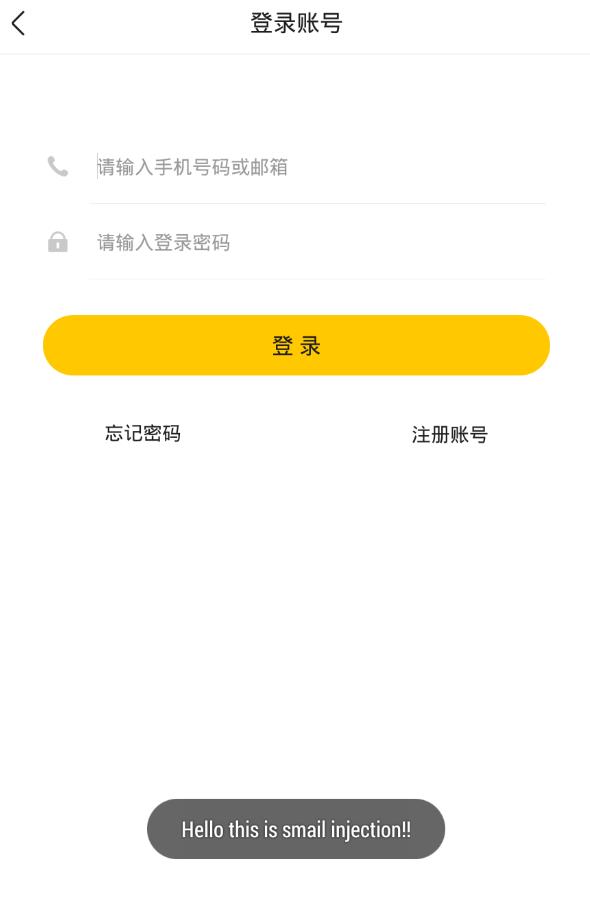 登录账号
请输入手机号码或邮箱
请输入登录密码
登 录
忘记密码 注册账号
Hello this is smail injection!!